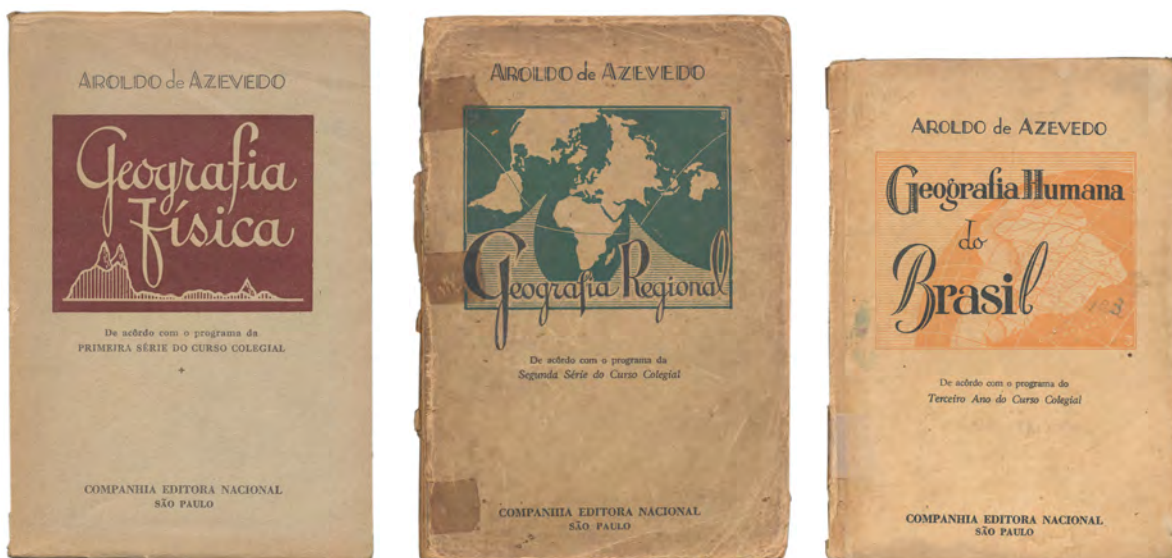 AROLDO de AZEVEDO
Geografia
Física
De acôrdo com o programa da
PRIMEIRA SÉRIE DO CURSO COLEGIAL
COMPANHIA EDITORA NACIONAL
SÃO PAULO
AROLDO de AZEVEDO
Geografia Regional
De acôrdo com o programa da
Segunda Série do Curso Colegial
COMPANHIA EDITORA NACIONAL
SÃO PAULO
AROLDO de AZEVEDO
Geografia Humana
do
Brasil
De acôrdo com o programa do
Terceiro Ano do Curso Colegial
COMPANHIA EDITORA NACIONAL
SÃO PAULO